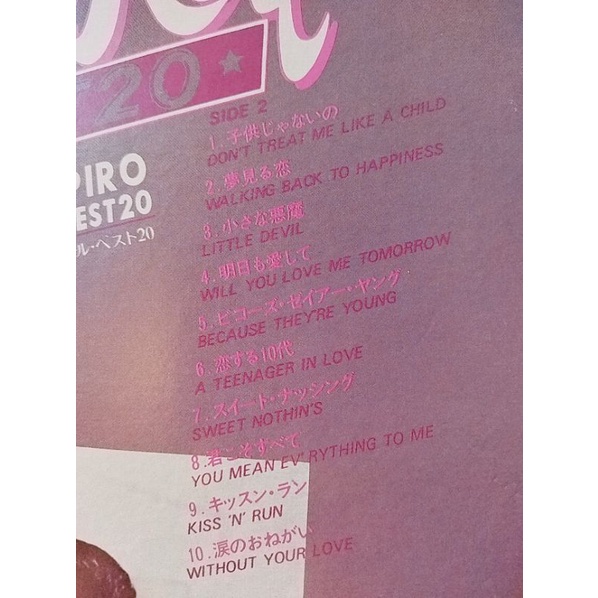 20★
PIRO
EST20
ル・ベスト20
SIDE 2
1.子供じゃないの
DON'T TREAT ME LIKE A CHILD
2.夢見る恋
WALKING BACK TO HAPPINESS
3.小さな悪魔
LITTLE DEVIL
4.明日も愛して
WILL YOU LOVE ME TOMORROW
5.ビコーズ・ゼイアー・ヤング
BECAUSE THEY'RE YOUNG
6.恋する10代
A TEENAGER IN LOVE
7.スイート・ナッシング
SWEET NOTHIN'S
8.君こそすべて
YOU MEAN EV'RYTHING TO ME
9.キッスン・ラン
KISS 'N' RUN
10.涙のおねがい
WITHOUT YOUR LOVE